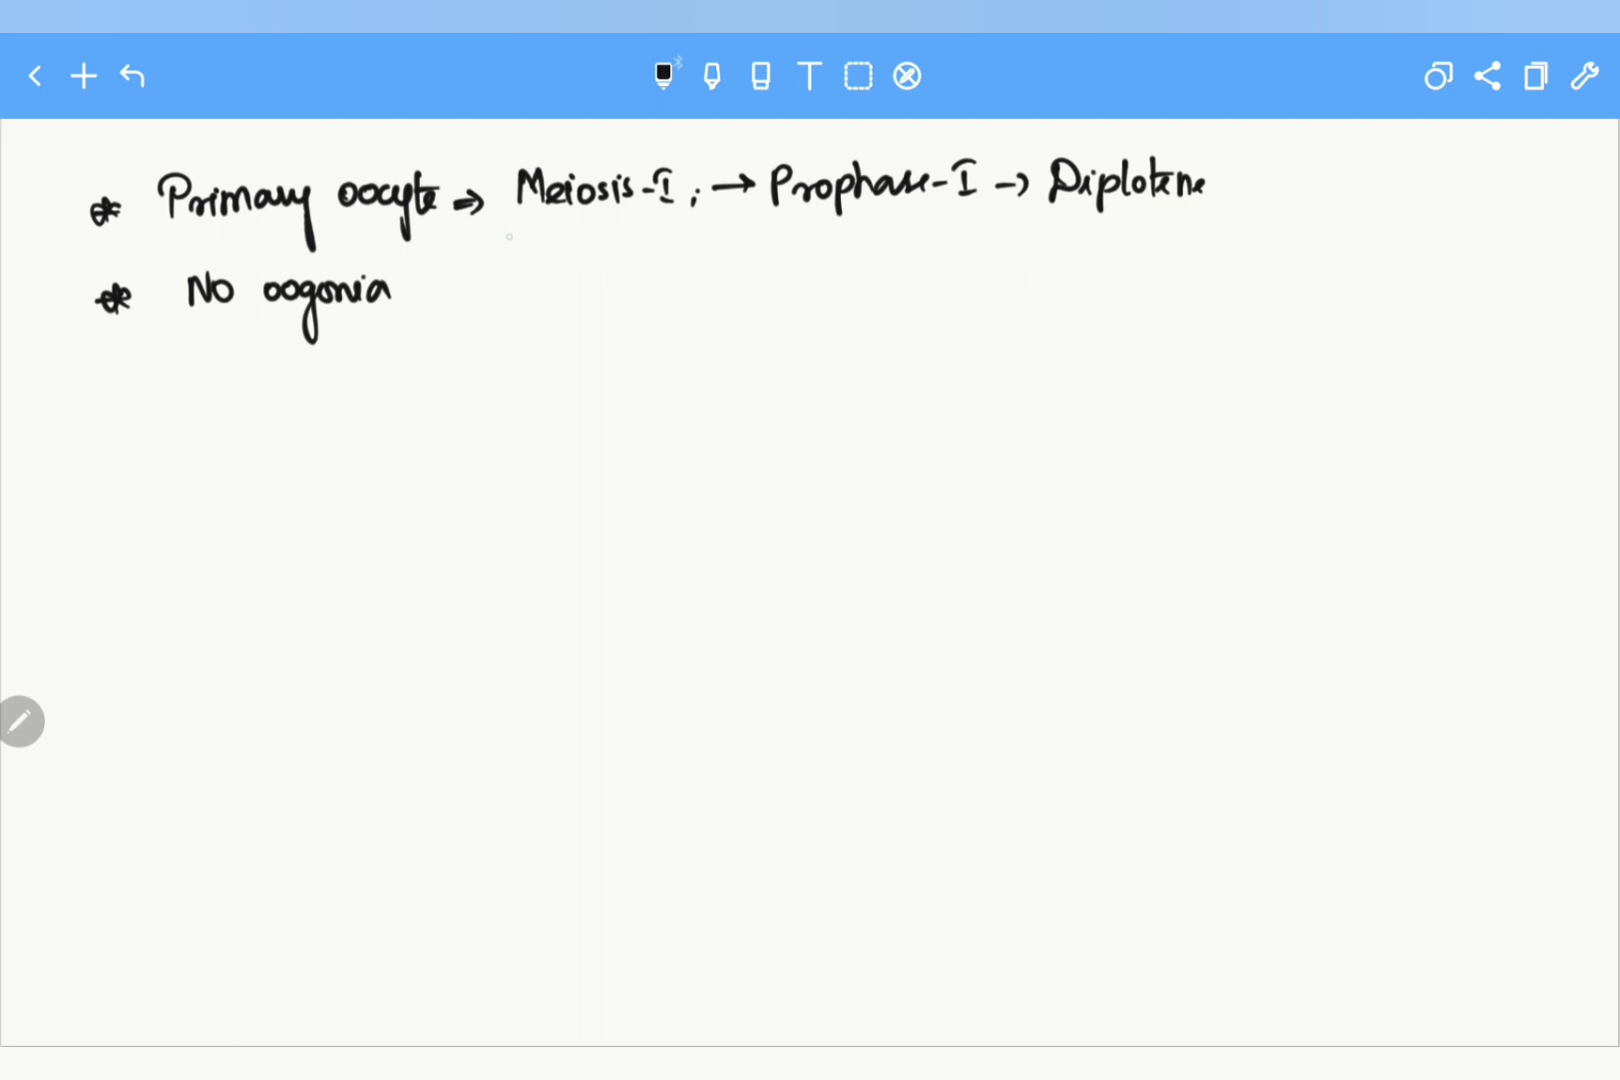 * Primary oocyte → Meiosis-I; → Prophase-I → Diplotene
* No oogonia